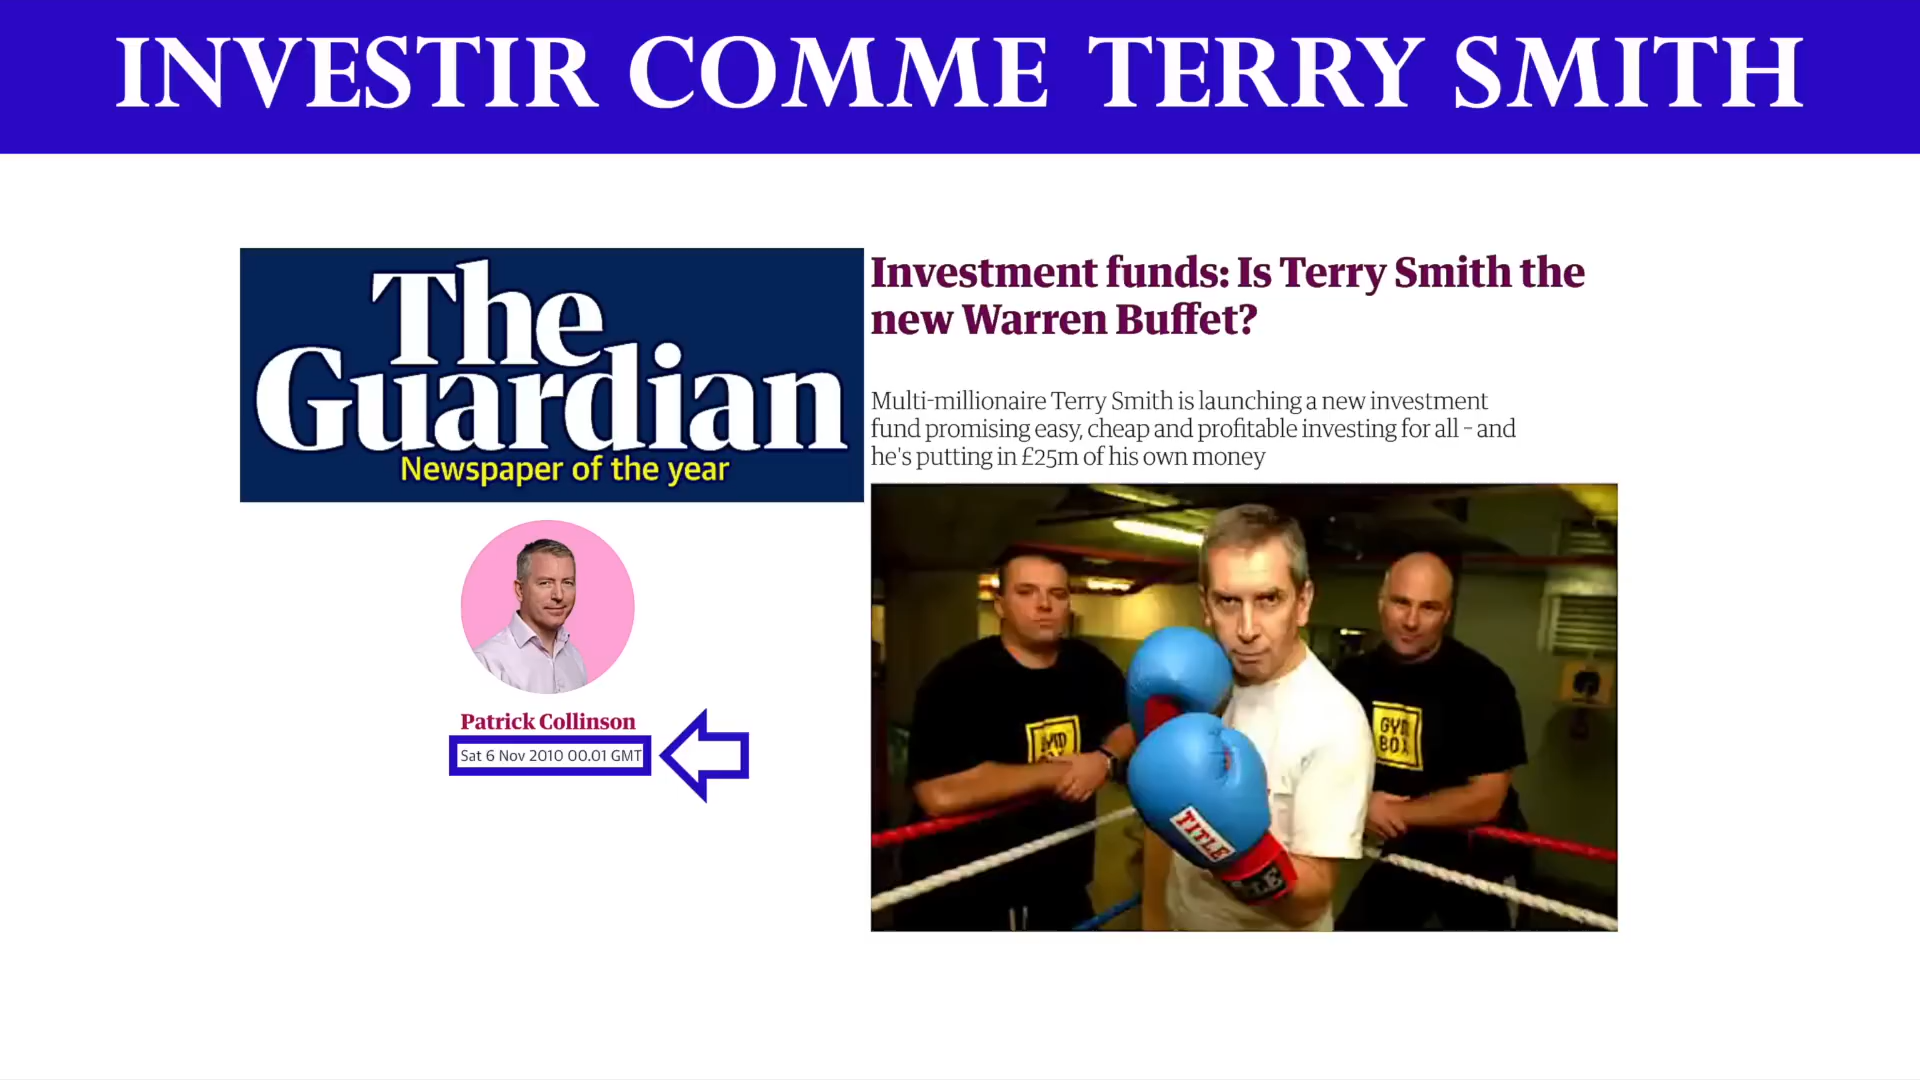 INVESTIR COMME TERRY SMITH
The
Guardian
Newspaper of the year
Investment funds: Is Terry Smith the
new Warren Buffet?
Multi-millionaire Terry Smith is launching a new investment
fund promising easy, cheap and profitable investing for all – and
he's putting in £25m of his own money
Patrick Collinson
Sat 6 Nov 2010 00.01 GMT
GYM
BOX
TITLE